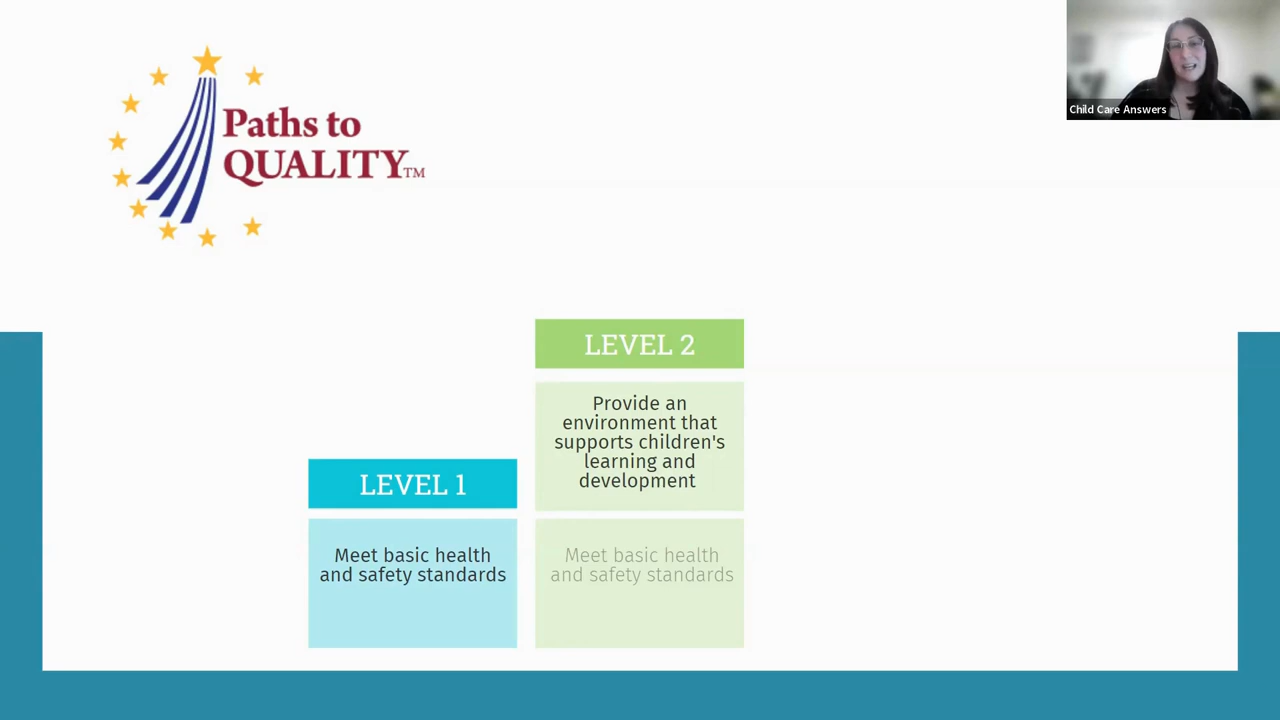 Child Care Answers
Paths to
QUALITY™
LEVEL 2
Provide an
environment that
supports children's
learning and
development
LEVEL 1
Meet basic health
and safety standards
Meet basic health
and safety standards